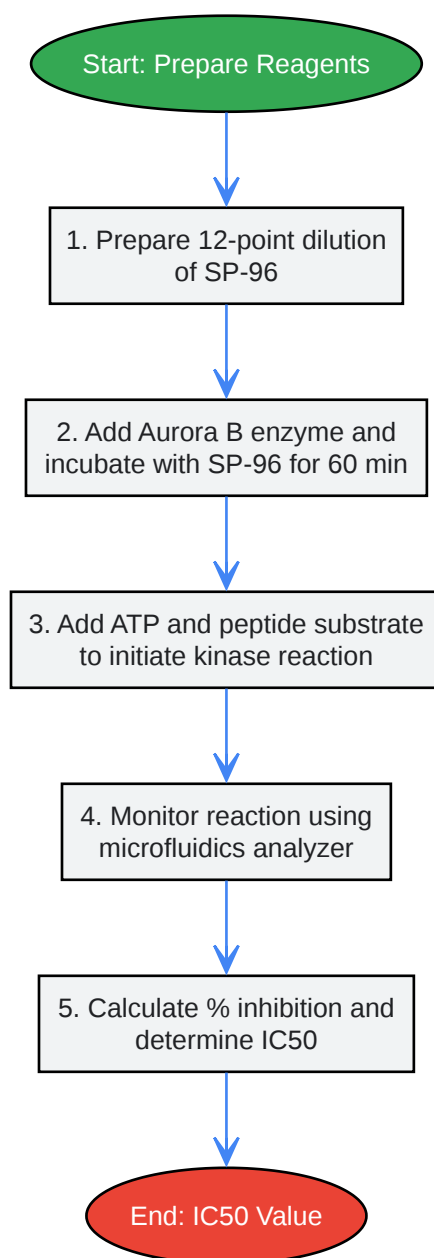 Start: Prepare Reagents
1. Prepare 12-point dilution
of SP-96
2. Add Aurora B enzyme and
incubate with SP-96 for 60 min
3. Add ATP and peptide substrate
to initiate kinase reaction
4. Monitor reaction using
microfluidics analyzer
5. Calculate % inhibition and
determine IC50
End: IC50 Value